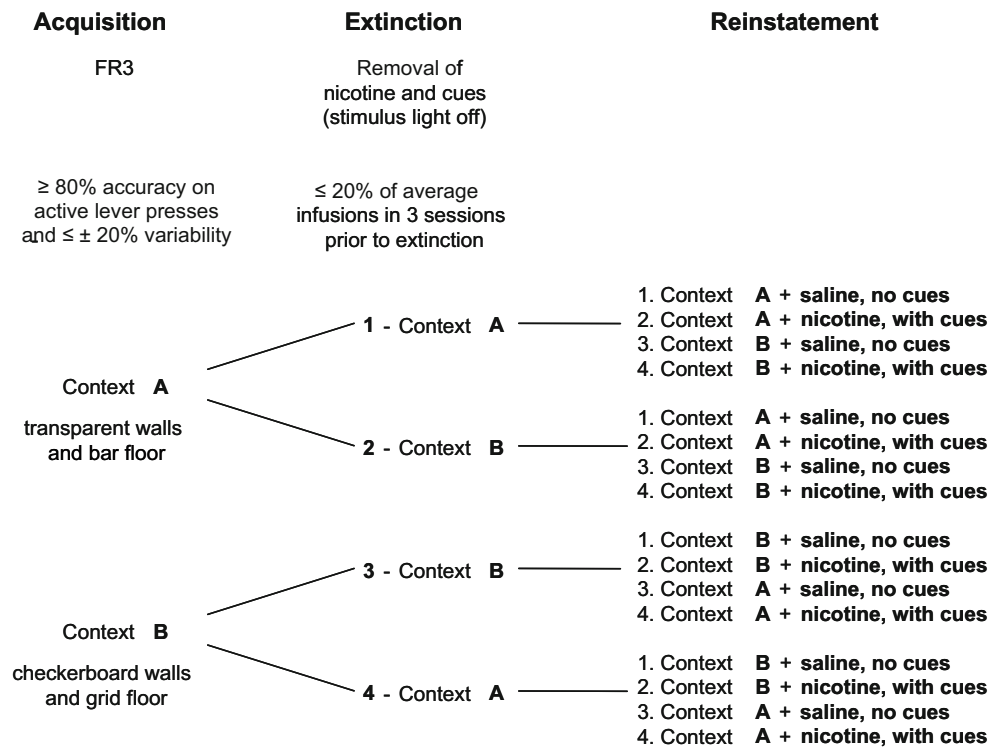 Acquisition
FR3
≥ 80% accuracy on
active lever presses
and ≤ ± 20% variability
Context A
transparent walls
and bar floor
Context B
checkerboard walls
and grid floor
Extinction
Removal of
nicotine and cues
(stimulus light off)
≤ 20% of average
infusions in 3 sessions
prior to extinction
1 - Context A
2 - Context B
3 - Context B
4 - Context A
Reinstatement
1. Context A + saline, no cues
2. Context A + nicotine, with cues
3. Context B + saline, no cues
4. Context B + nicotine, with cues
1. Context A + saline, no cues
2. Context A + nicotine, with cues
3. Context B + saline, no cues
4. Context B + nicotine, with cues
1. Context B + saline, no cues
2. Context B + nicotine, with cues
3. Context A + saline, no cues
4. Context A + nicotine, with cues
1. Context B + saline, no cues
2. Context B + nicotine, with cues
3. Context A + saline, no cues
4. Context A + nicotine, with cues